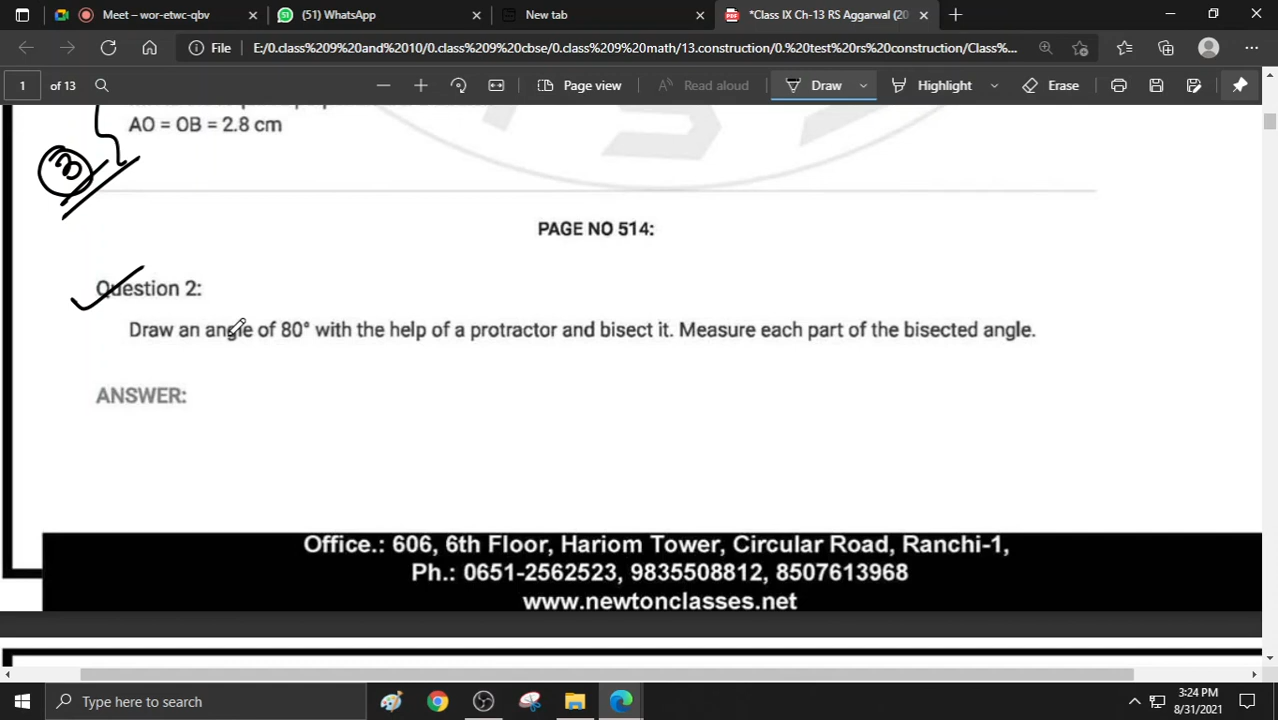 Meet – wor-etwc-qbv
(51) WhatsApp
New tab
*Class IX Ch-13 RS Aggarwal (20
File
E:/0.class%209%20and%2010/0.class%209%20cbse/0.class%209%20math/13.construction/0.%20test%20rs%20construction/Class%...
1
of 13
Page view
Read aloud
Draw
Highlight
Erase
AO = OB = 2.8 cm
3
PAGE NO 514:
Question 2:
Draw an angle of 80° with the help of a protractor and bisect it. Measure each part of the bisected angle.
ANSWER:
Office.: 606, 6th Floor, Hariom Tower, Circular Road, Ranchi-1,
Ph.: 0651-2562523, 9835508812, 8507613968
www.newtonclasses.net
Type here to search
3:24 PM
8/31/2021